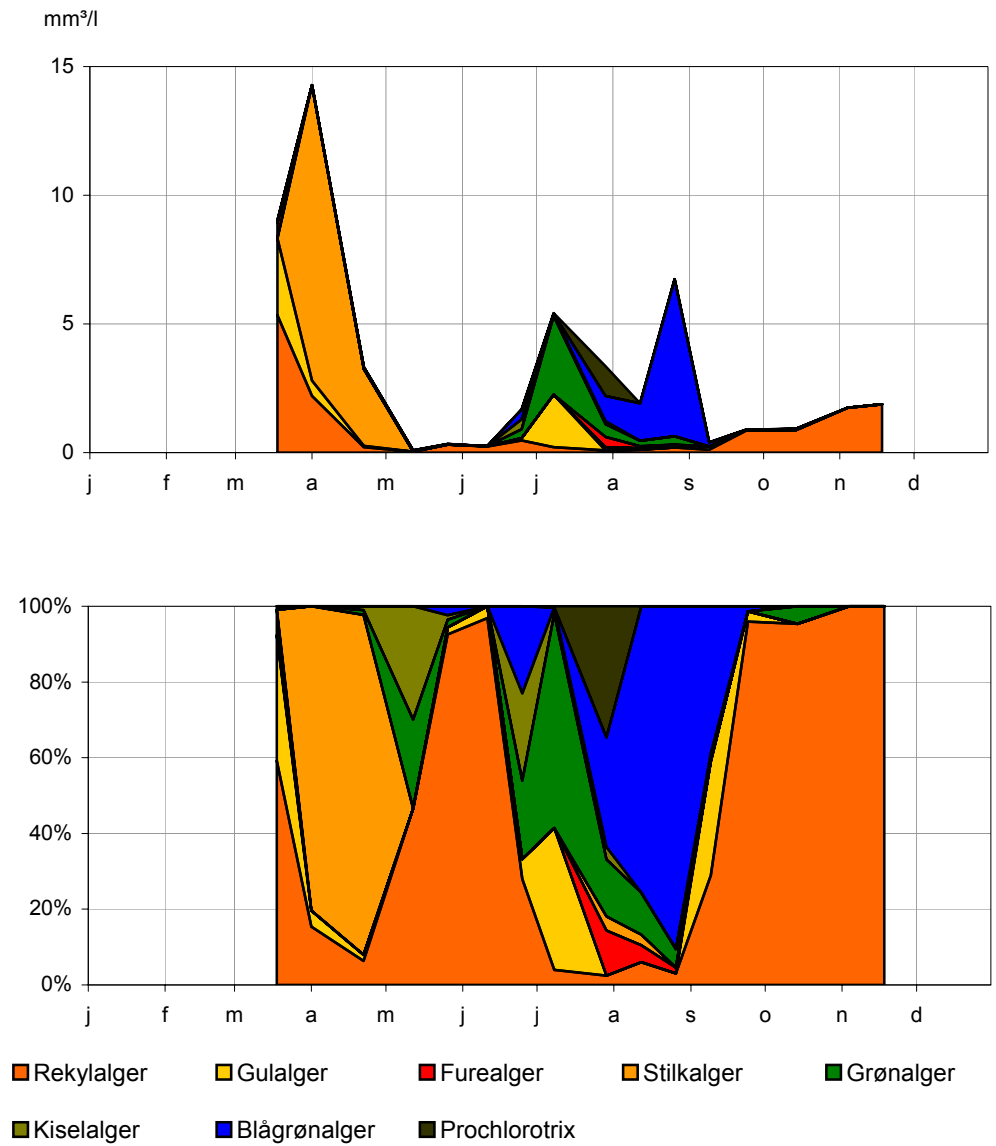 mm³/l
15
10
5
0
j f m a m j j a s o n d
100%
80%
60%
40%
20%
0%
j f m a m j j a s o n d
Rekylalger Gulalger Furealger Stilkalger Grønalger
Kiselalger Blågrønalger Prochlorotrix